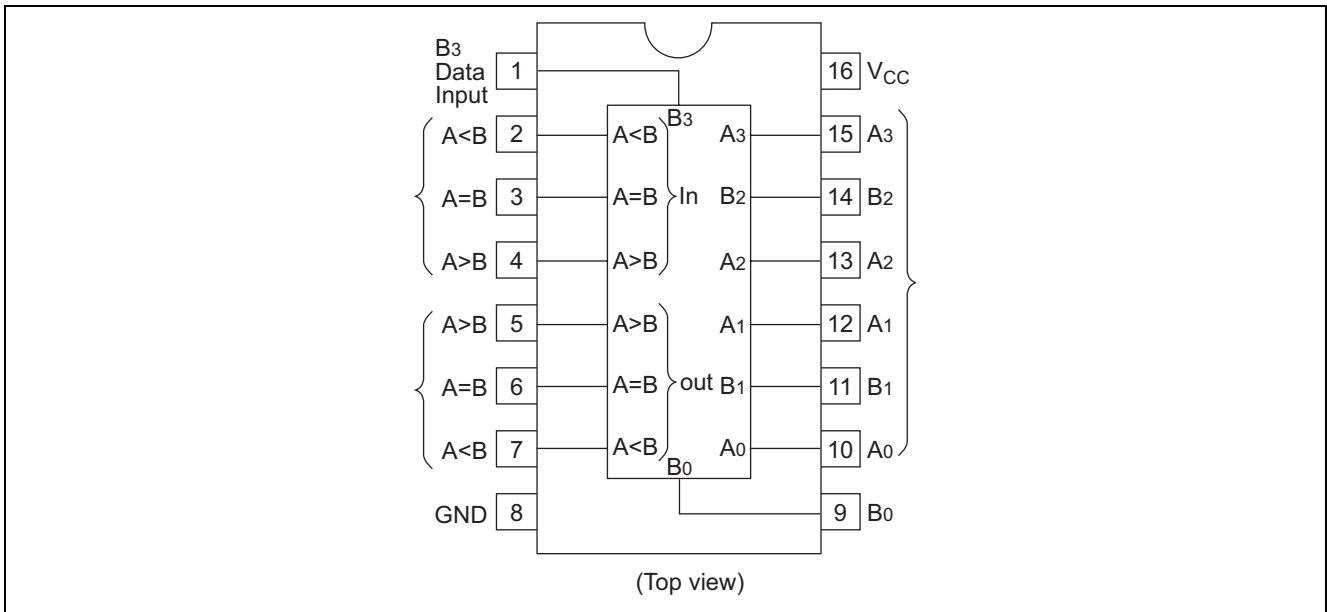 B3
Data
Input
1
16 VCC
B3
A<B 2 A<B A3 15 A3
A=B 3 A=B In B2 14 B2
A>B 4 A>B A2 13 A2
A>B 5 A>B A1 12 A1
A=B 6 A=B out B1 11 B1
A<B 7 A<B A0 10 A0
B0
GND 8 9 B0
(Top view)